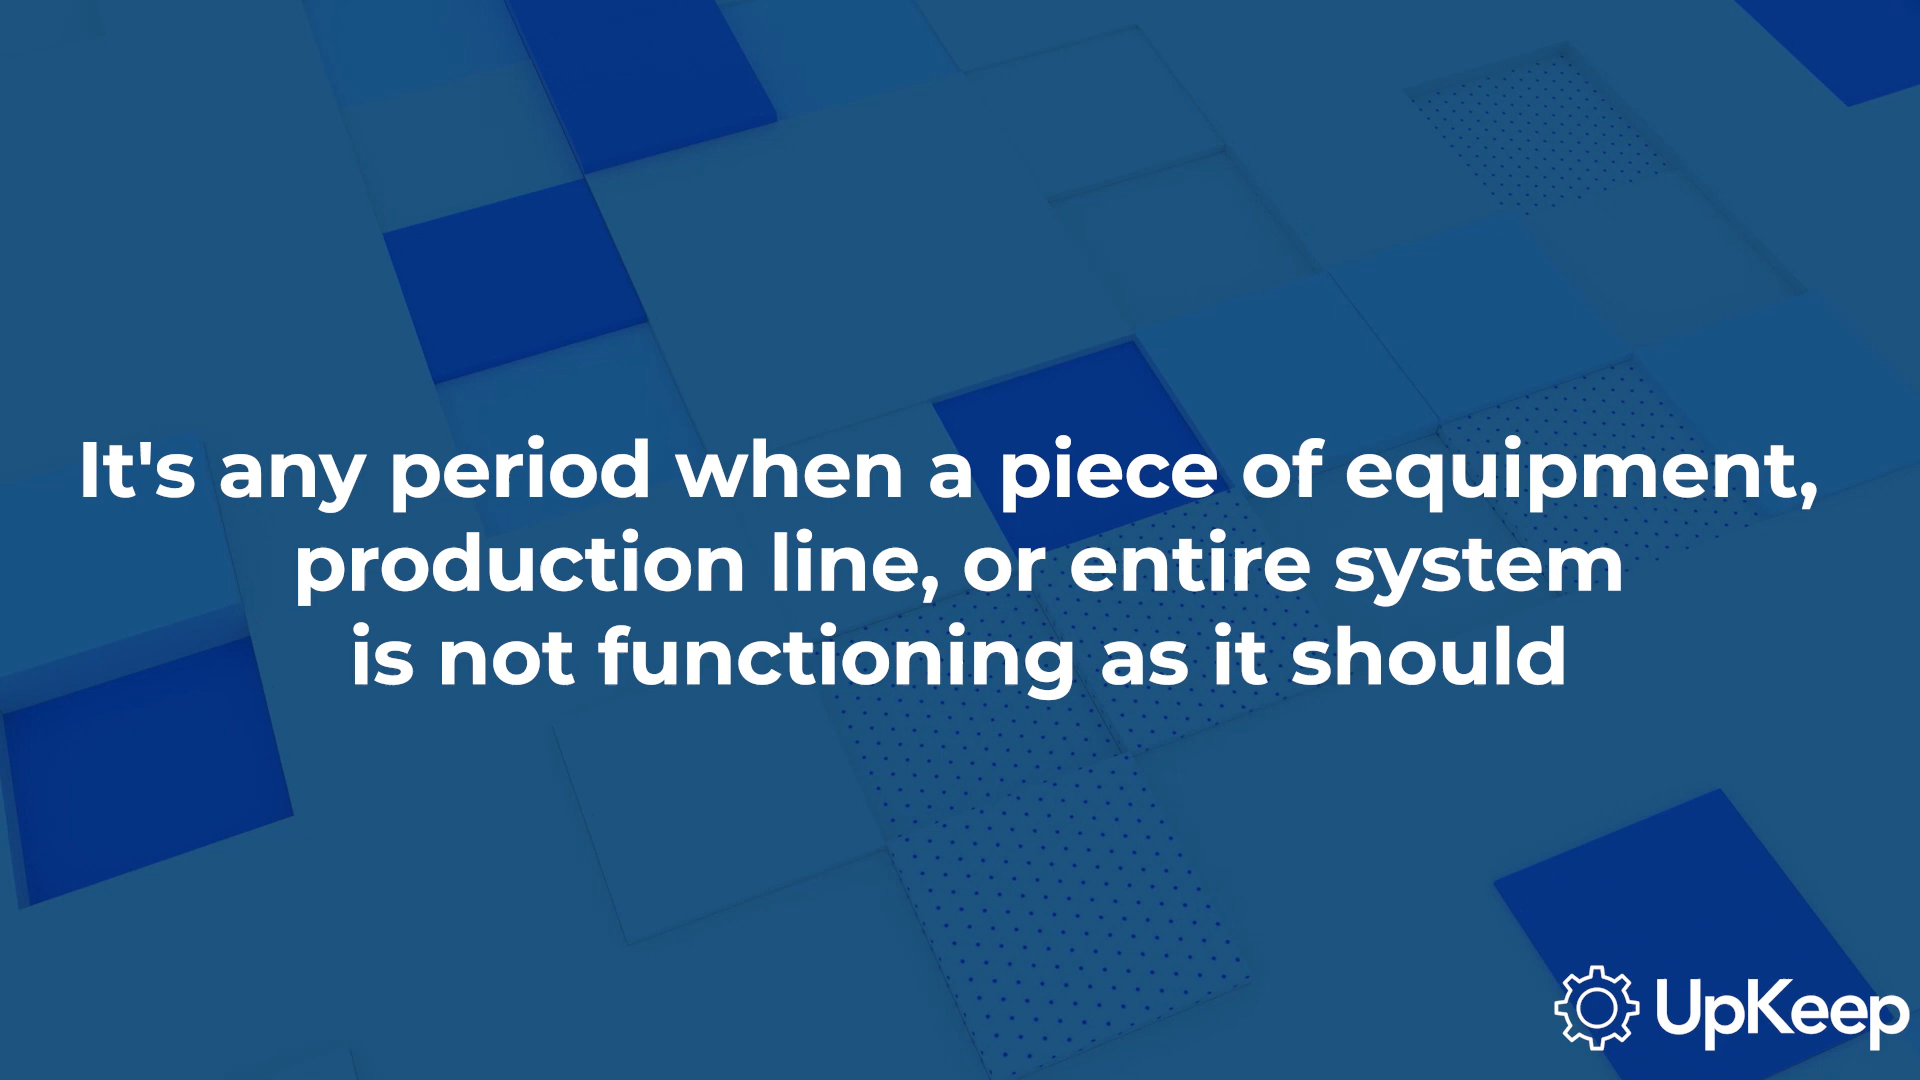 It's any period when a piece of equipment,
production line, or entire system
is not functioning as it should
UpKeep